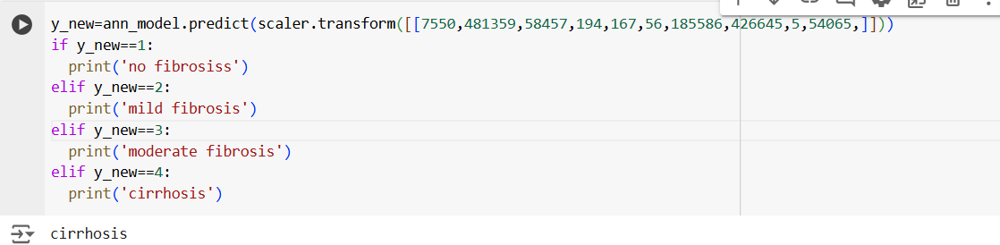 y_new=ann_model.predict(scaler.transform([[7550,481359,58457,194,167,56,185586,426645,5,54065,]]))
if y_new==1:
  print('no fibrosiss')
elif y_new==2:
  print('mild fibrosis')
elif y_new==3:
  print('moderate fibrosis')
elif y_new==4:
  print('cirrhosis')
cirrhosis